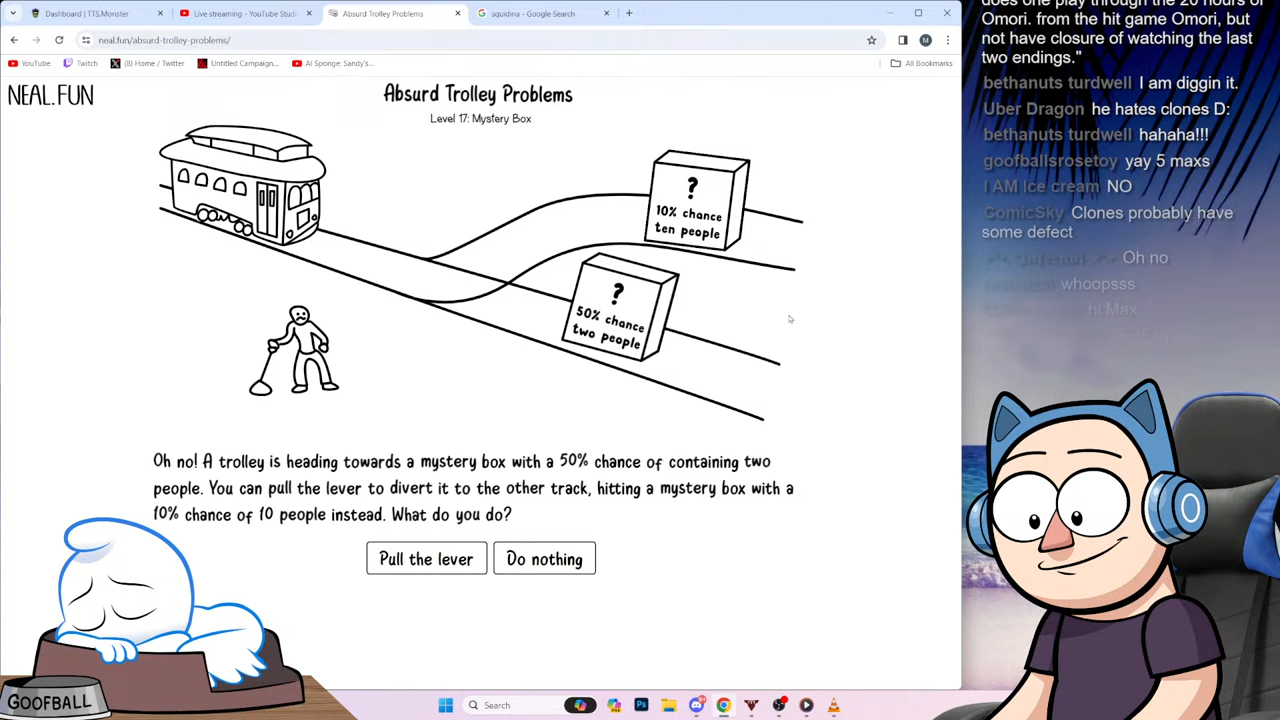 Dashboard | TTS.Monster
Live streaming - YouTube Studi
Absurd Trolley Problems
squidina - Google Search
neal.fun/absurd-trolley-problems/
M
YouTube
Twitch
(8) Home / Twitter
Untitled Campaign...
AI Sponge: Sandy's...
All Bookmarks
NEAL.FUN
Absurd Trolley Problems
Level 17: Mystery Box
?
10% chance
ten people
?
50% chance
two people
Oh no! A trolley is heading towards a mystery box with a 50% chance of containing two
people. You can pull the lever to divert it to the other track, hitting a mystery box with a
10% chance of 10 people instead. What do you do?
Pull the lever
Do nothing
GOOFBALL
Search
does one play through the 20 hours of
Omori. from the hit game Omori, but
not have closure of watching the last
two endings."
bethanuts turdwell I am diggin it.
Uber Dragon he hates clones D:
bethanuts turdwell hahaha!!!
goofballsrosetoy yay 5 maxs
I AM Ice cream NO
ComicSky Clones probably have
some defect
Oh no
whoopsss
hi Max